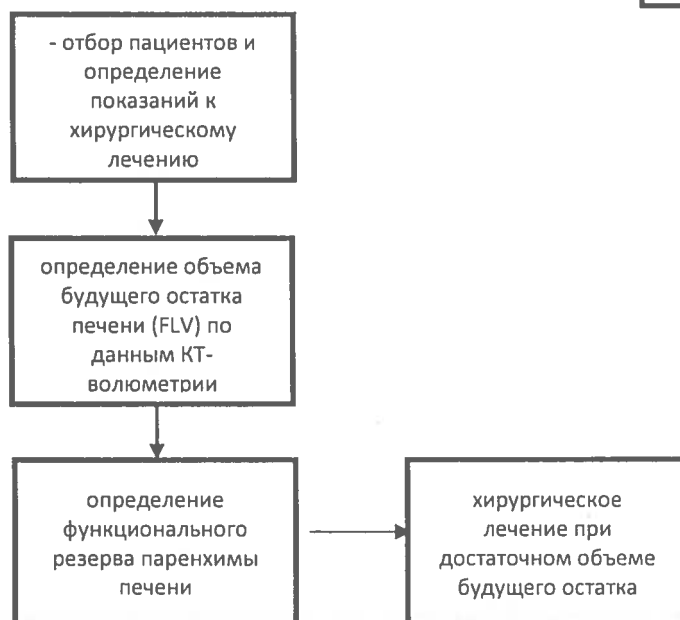 - отбор пациентов и
определение
показаний к
хирургическому
лечению
определение объема
будущего остатка
печени (FLV) по
данным КТ-
волюметрии
определение
функционального
резерва паренхимы
печени
хирургическое
лечение при
достаточном объеме
будущего остатка